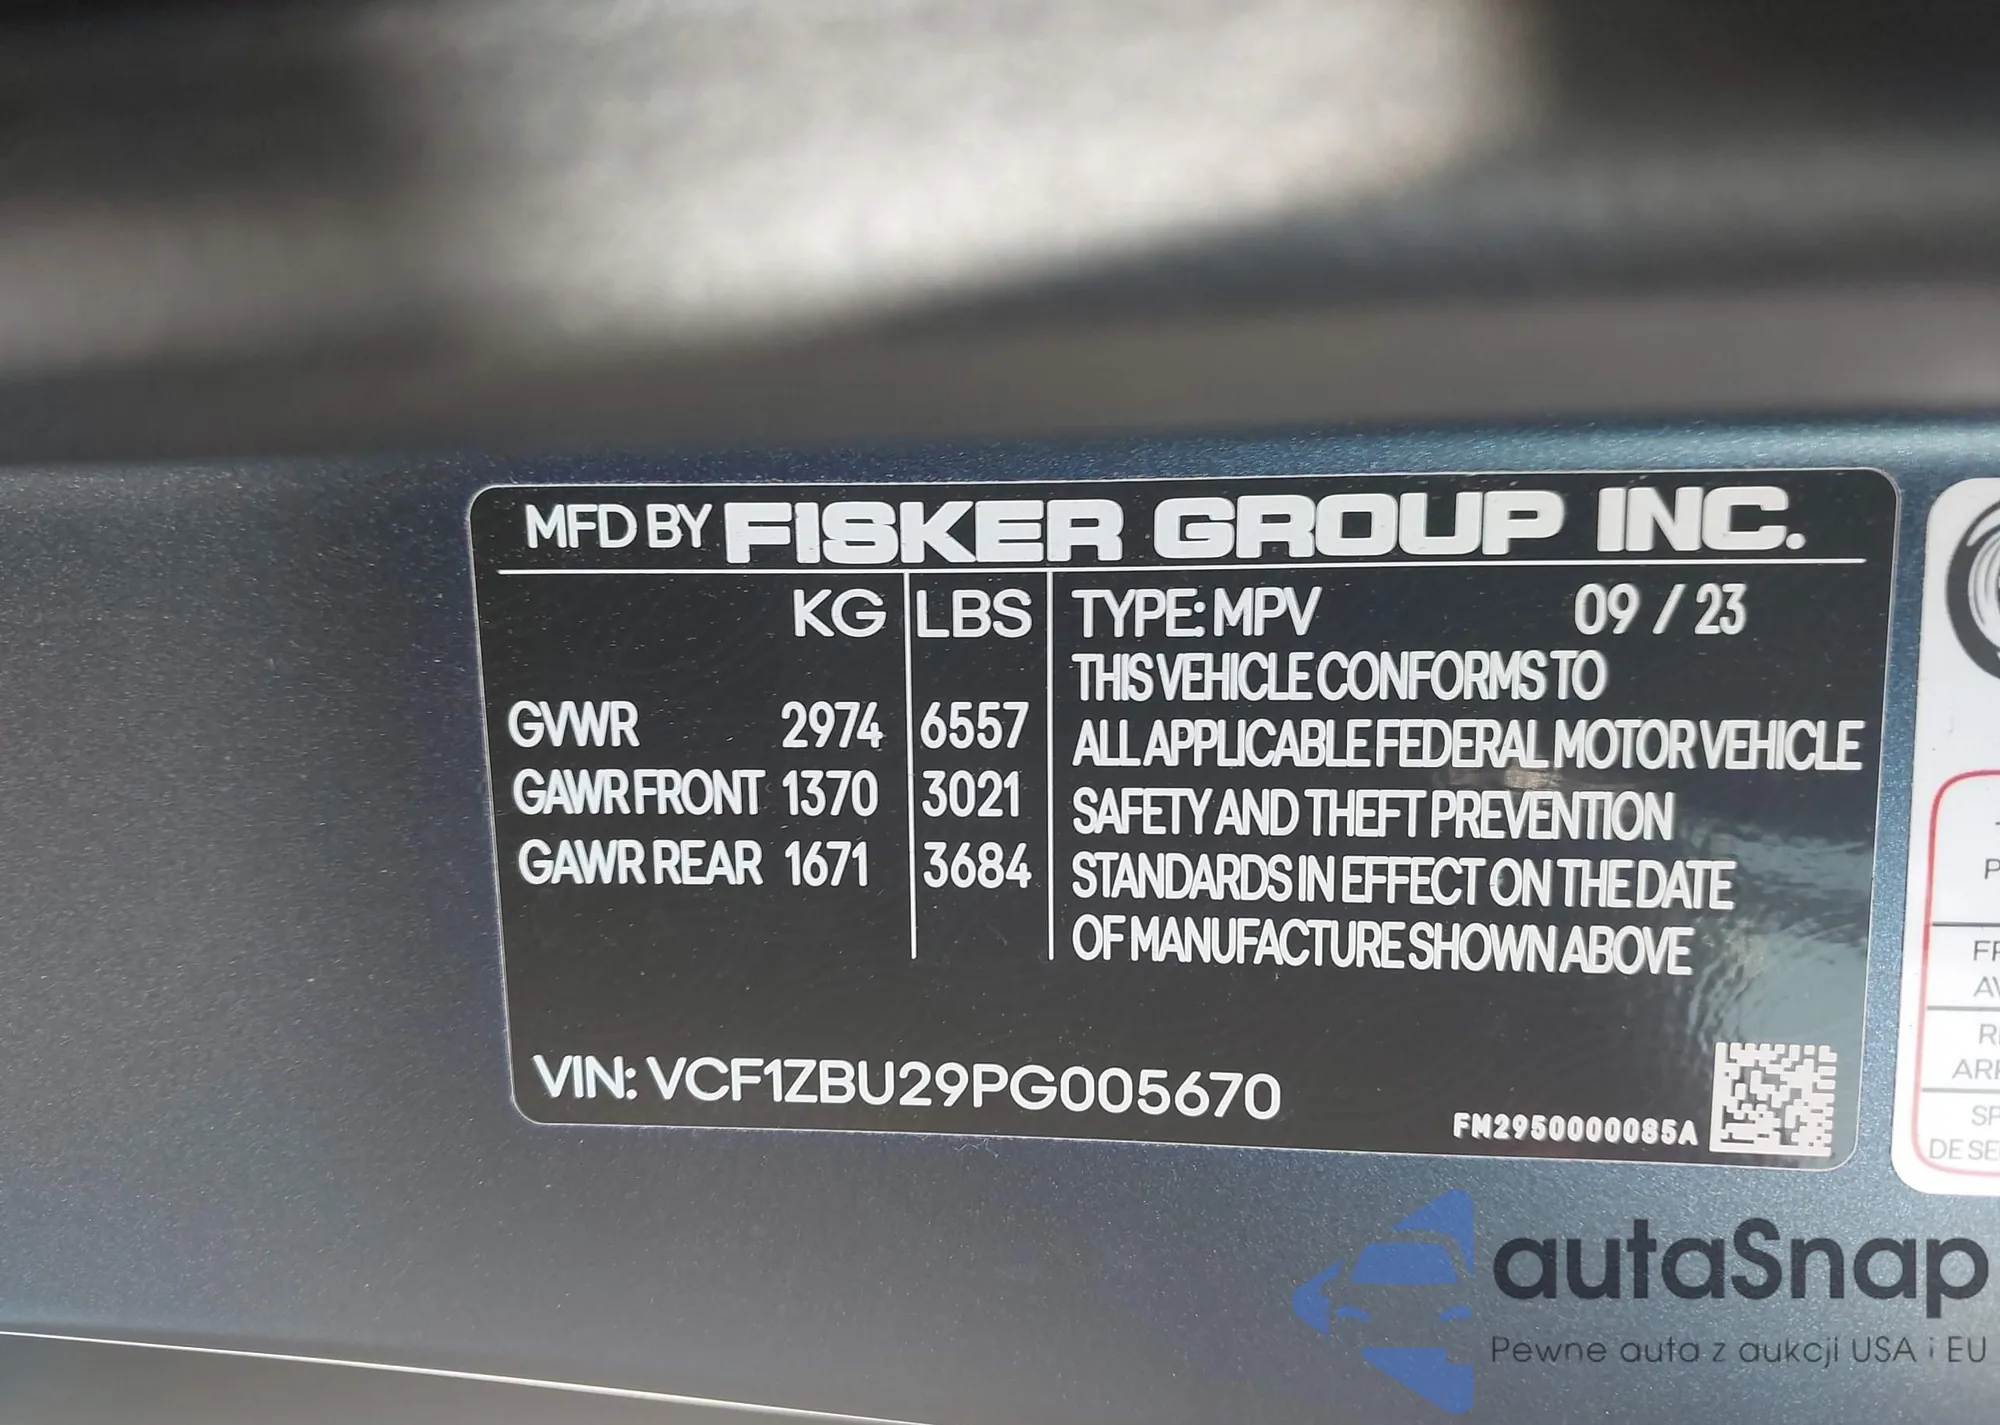 MFD BY FISKER GROUP INC.
KG LBS TYPE: MPV 09 / 23
THIS VEHICLE CONFORMS TO
GVWR 2974 6557 ALL APPLICABLE FEDERAL MOTOR VEHICLE
GAWR FRONT 1370 3021 SAFETY AND THEFT PREVENTION
GAWR REAR 1671 3684 STANDARDS IN EFFECT ON THE DATE
OF MANUFACTURE SHOWN ABOVE
VIN: VCF1ZBU29PG005670
FM2950000085A
autaSnap
Pewne auta z aukcji USA i EU